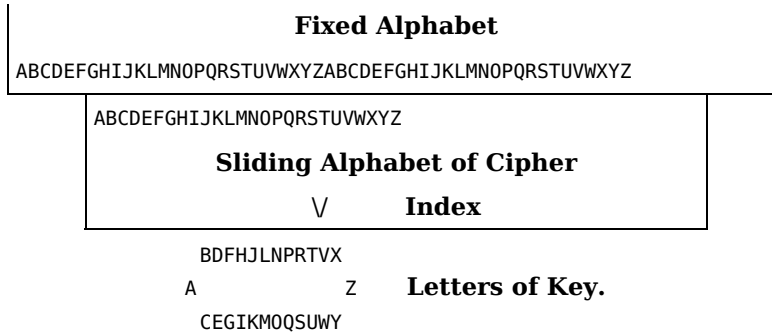 Fixed Alphabet
ABCDEFGHIJKLMNOPQRSTUVWXYZABCDEFGHIJKLMNOPQRSTUVWXYZ
ABCDEFGHIJKLMNOPQRSTUVWXYZ
Sliding Alphabet of Cipher
\/ Index
BDFHJLNPRTVX
A Z Letters of Key.
CEGIKMOQSUWY